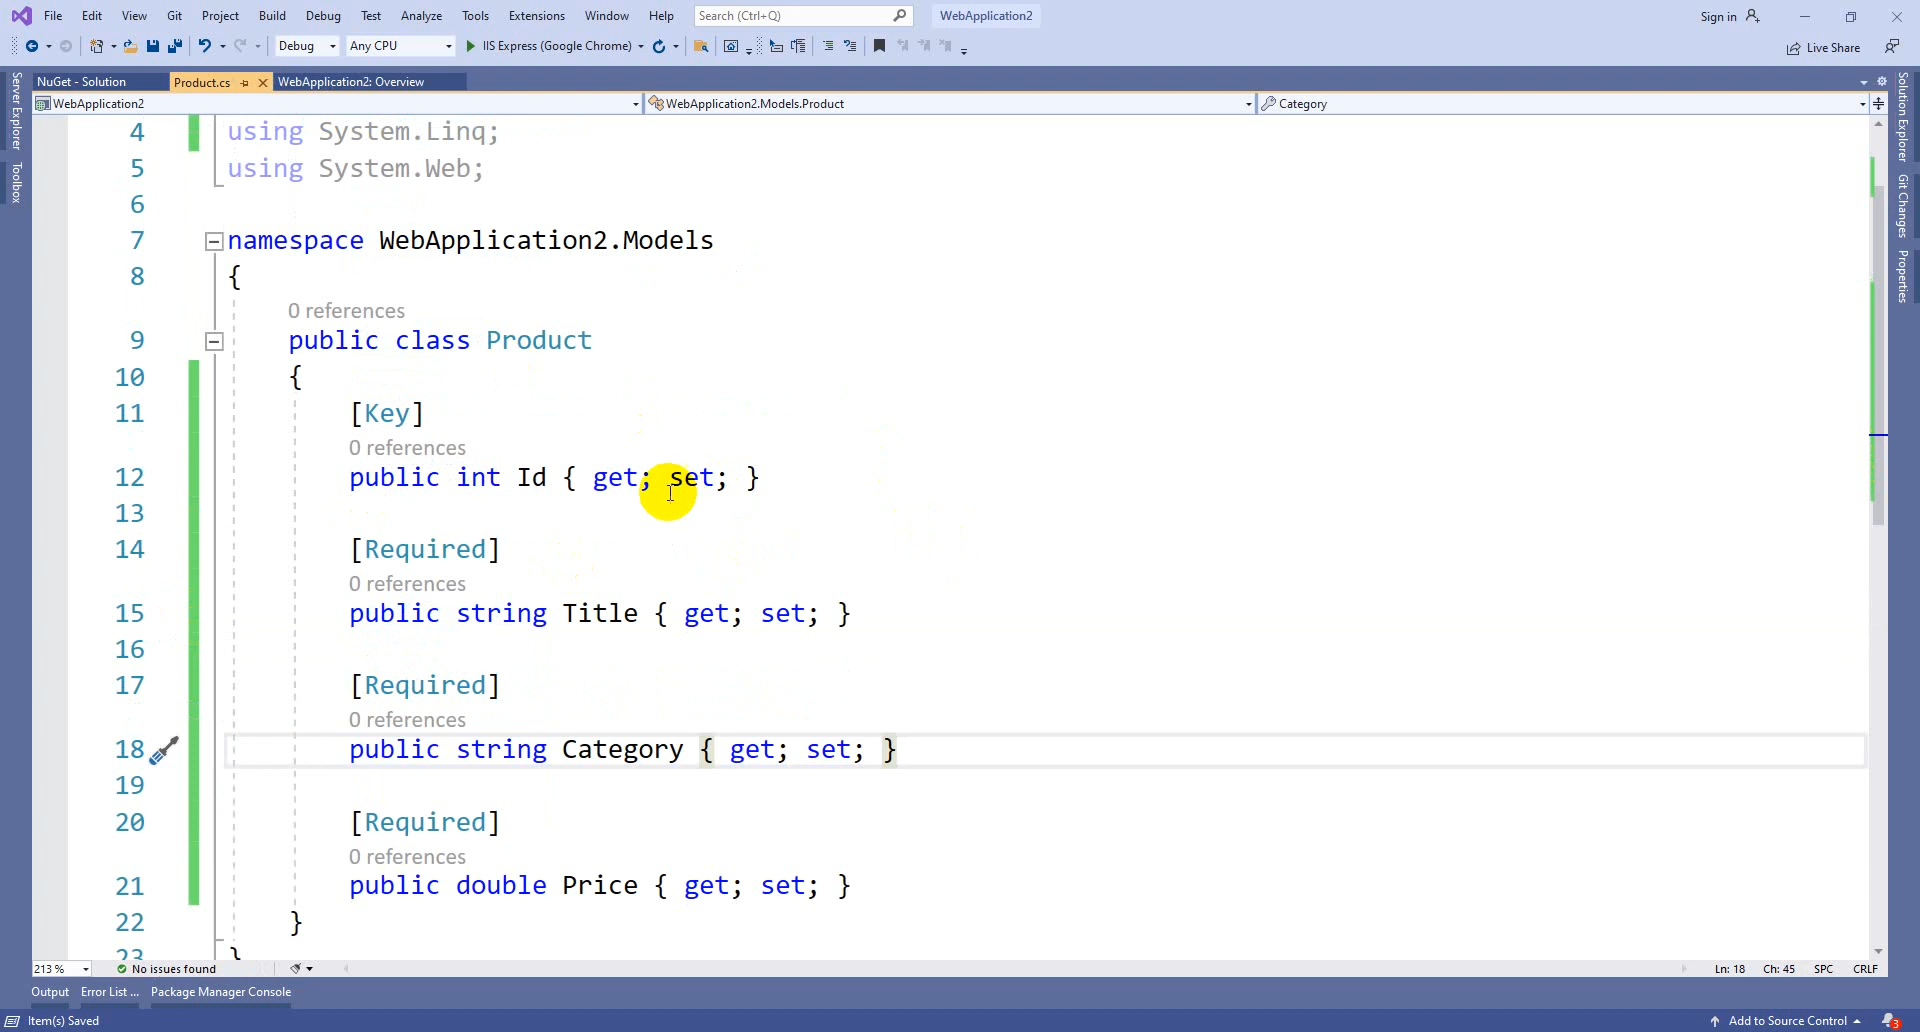 File Edit View Git Project Build Debug Test Analyze Tools Extensions Window Help Search (Ctrl+Q) WebApplication2 Sign in
Debug Any CPU IIS Express (Google Chrome) Live Share
NuGet - Solution Product.cs WebApplication2: Overview
WebApplication2 WebApplication2.Models.Product Category
Server Explorer
Toolbox
Solution Explorer
Git Changes
Properties
4 using System.Linq;
5 using System.Web;
6
7 namespace WebApplication2.Models
8 {
0 references
9 public class Product
10 {
11 [Key]
0 references
12 public int Id { get; set; }
13
14 [Required]
0 references
15 public string Title { get; set; }
16
17 [Required]
0 references
18 public string Category { get; set; }
19
20 [Required]
0 references
21 public double Price { get; set; }
22 }
23 }
213 % No issues found Ln: 18 Ch: 45 SPC CRLF
Output Error List ... Package Manager Console
Item(s) Saved Add to Source Control 3